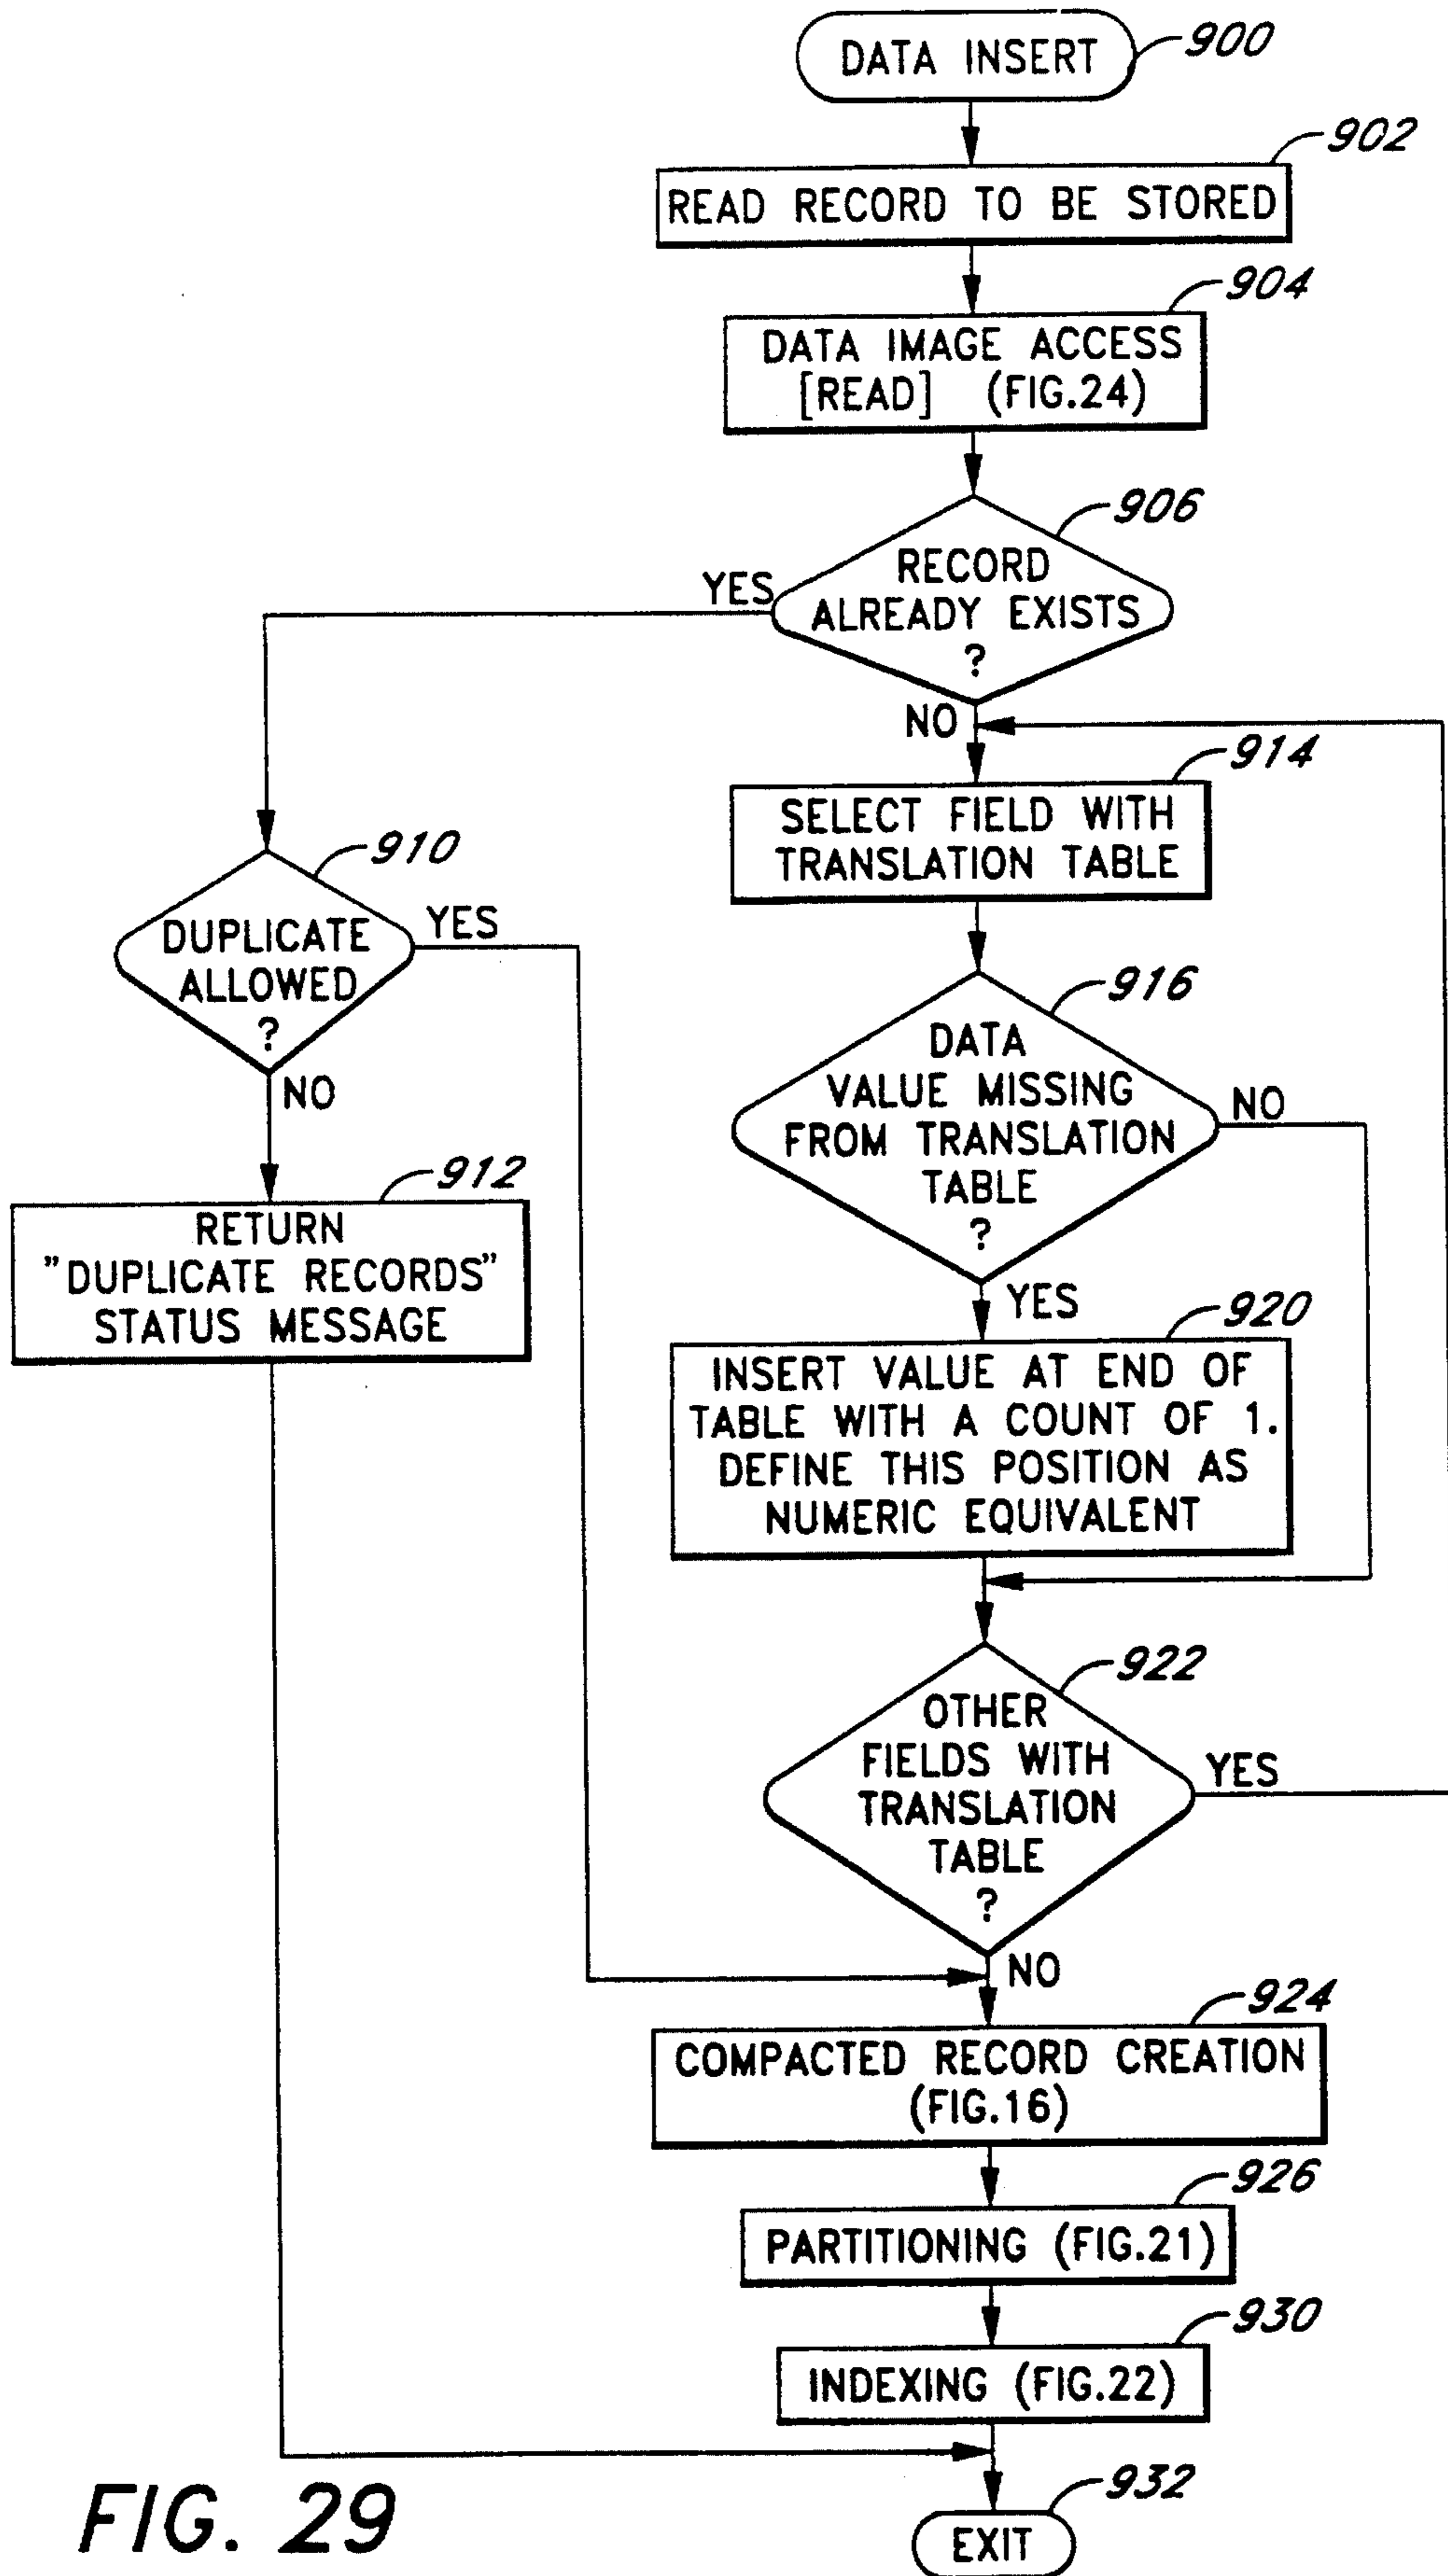 DATA INSERT
900
902
READ RECORD TO BE STORED
904
DATA IMAGE ACCESS
[READ] (FIG.24)
906
RECORD
ALREADY EXISTS
?
YES
NO
914
SELECT FIELD WITH
TRANSLATION TABLE
910
DUPLICATE
ALLOWED
?
YES
NO
916
DATA
VALUE MISSING
FROM TRANSLATION
TABLE
?
NO
YES
912
RETURN
"DUPLICATE RECORDS"
STATUS MESSAGE
920
INSERT VALUE AT END OF
TABLE WITH A COUNT OF 1.
DEFINE THIS POSITION AS
NUMERIC EQUIVALENT
922
OTHER
FIELDS WITH
TRANSLATION
TABLE
?
YES
NO
924
COMPACTED RECORD CREATION
(FIG.16)
926
PARTITIONING (FIG.21)
930
INDEXING (FIG.22)
932
EXIT
FIG. 29